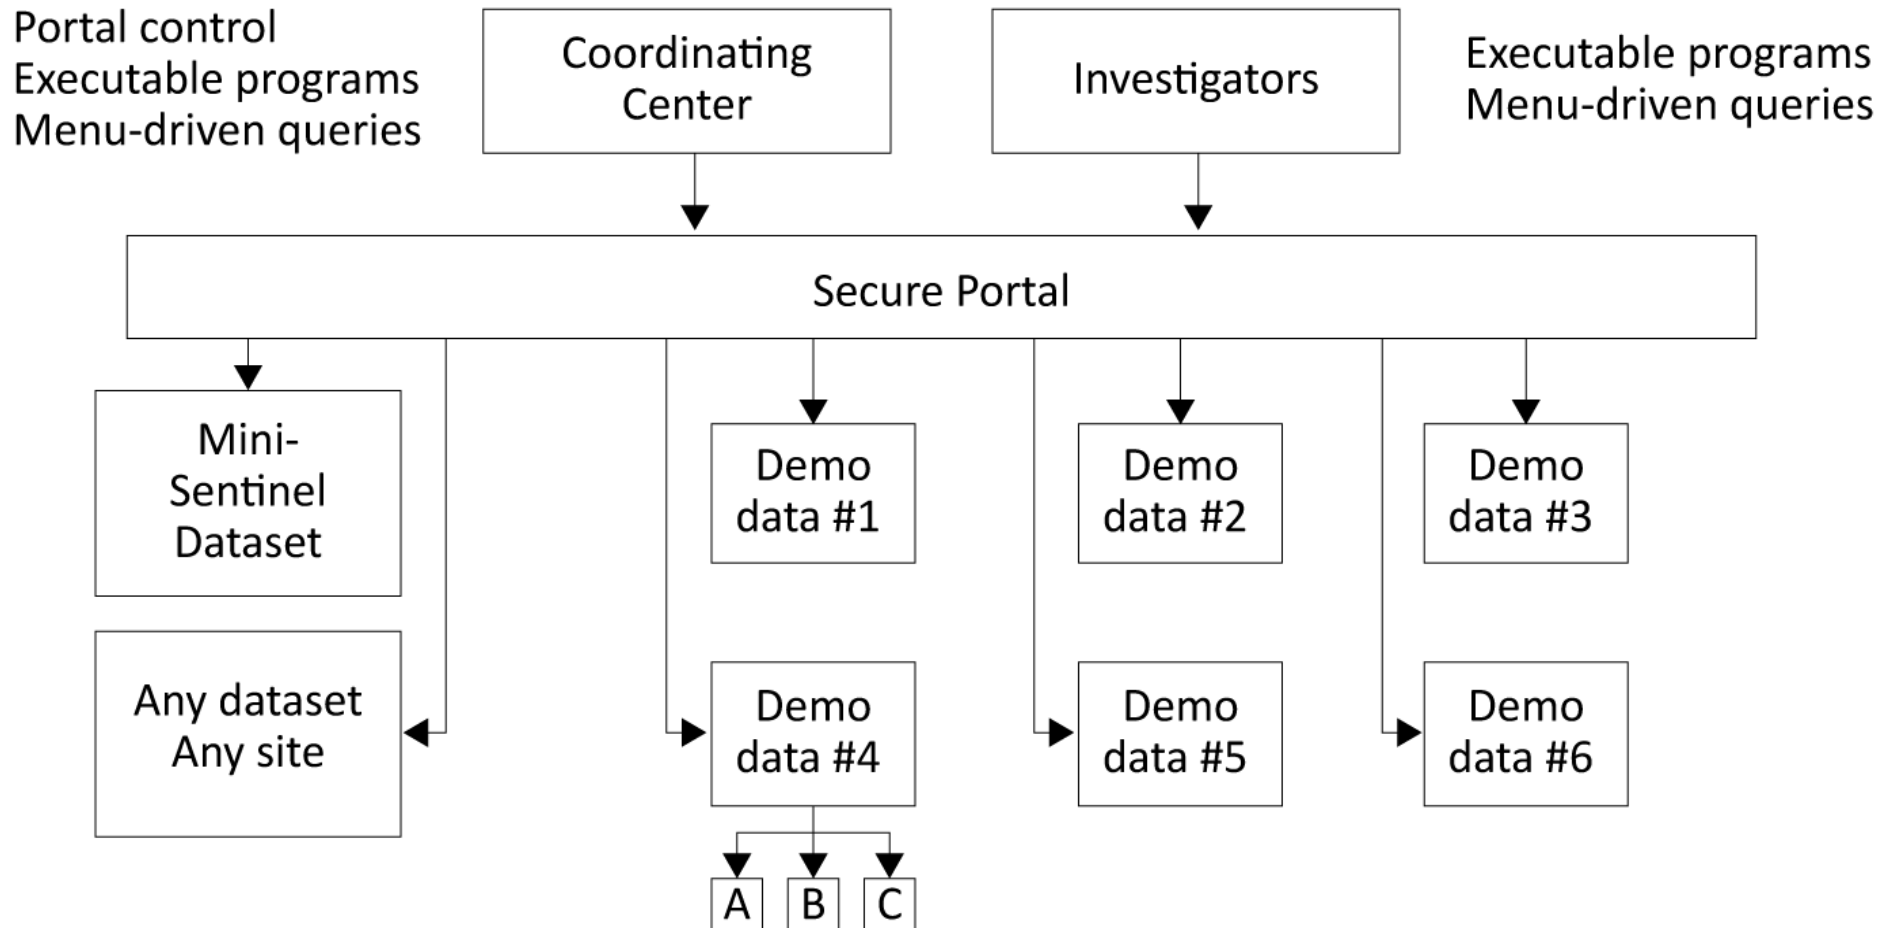 Portal control
Executable programs
Menu-driven queries
Coordinating
Center
Investigators
Executable programs
Menu-driven queries
Secure Portal
Mini-
Sentinel
Dataset
Demo
data #1
Demo
data #2
Demo
data #3
Any dataset
Any site
Demo
data #4
Demo
data #5
Demo
data #6
A
B
C